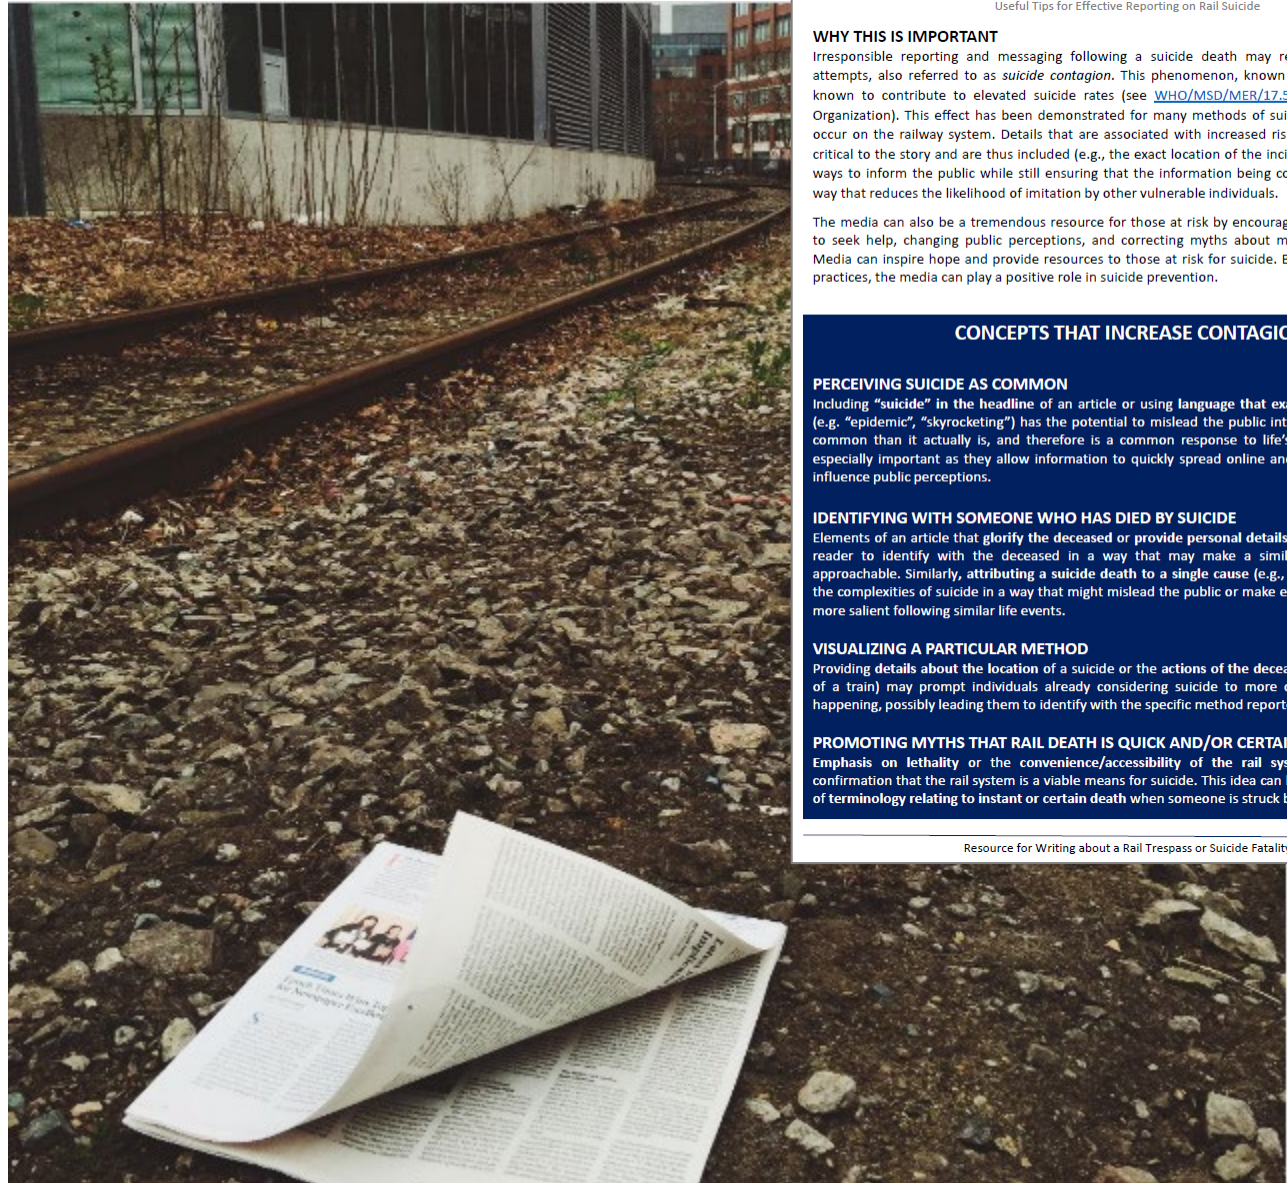 Useful Tips for Effective Reporting on Rail Suicide
WHY THIS IS IMPORTANT
Irresponsible reporting and messaging following a suicide death may re
attempts, also referred to as suicide contagion. This phenomenon, known
known to contribute to elevated suicide rates (see WHO/MSD/MER/17.5
Organization). This effect has been demonstrated for many methods of sui
occur on the railway system. Details that are associated with increased ris
critical to the story and are thus included (e.g., the exact location of the inci
ways to inform the public while still ensuring that the information being co
way that reduces the likelihood of imitation by other vulnerable individuals.
The media can also be a tremendous resource for those at risk by encourag
to seek help, changing public perceptions, and correcting myths about m
Media can inspire hope and provide resources to those at risk for suicide. B
practices, the media can play a positive role in suicide prevention.
CONCEPTS THAT INCREASE CONTAGIO
PERCEIVING SUICIDE AS COMMON
Including “suicide” in the headline of an article or using language that exa
(e.g. “epidemic”, “skyrocketing”) has the potential to mislead the public int
common than it actually is, and therefore is a common response to life’s
especially important as they allow information to quickly spread online and
influence public perceptions.
IDENTIFYING WITH SOMEONE WHO HAS DIED BY SUICIDE
Elements of an article that glorify the deceased or provide personal details
reader to identify with the deceased in a way that may make a simil
approachable. Similarly, attributing a suicide death to a single cause (e.g.,
the complexities of suicide in a way that might mislead the public or make e
more salient following similar life events.
VISUALIZING A PARTICULAR METHOD
Providing details about the location of a suicide or the actions of the decea
of a train) may prompt individuals already considering suicide to more c
happening, possibly leading them to identify with the specific method report
PROMOTING MYTHS THAT RAIL DEATH IS QUICK AND/OR CERTAI
Emphasis on lethality or the convenience/accessibility of the rail sys
confirmation that the rail system is a viable means for suicide. This idea can
of terminology relating to instant or certain death when someone is struck b
Resource for Writing about a Rail Trespass or Suicide Fatality
Epoch Times Wins Top
for Newspaper Excellen